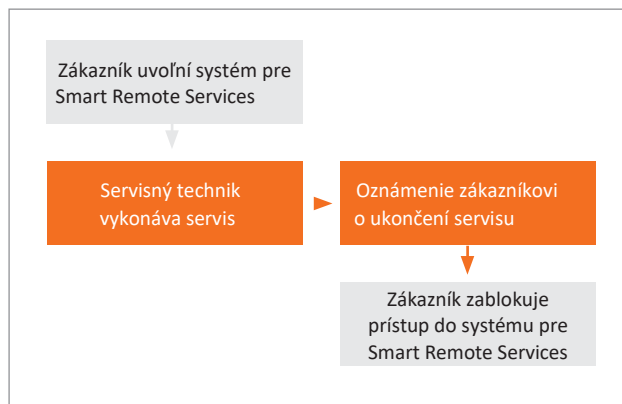 Zákazník uvoľní systém pre
Smart Remote Services
Servisný technik
vykonáva servis
Oznámenie zákazníkovi
o ukončení servisu
Zákazník zablokuje
prístup do systému pre
Smart Remote Services